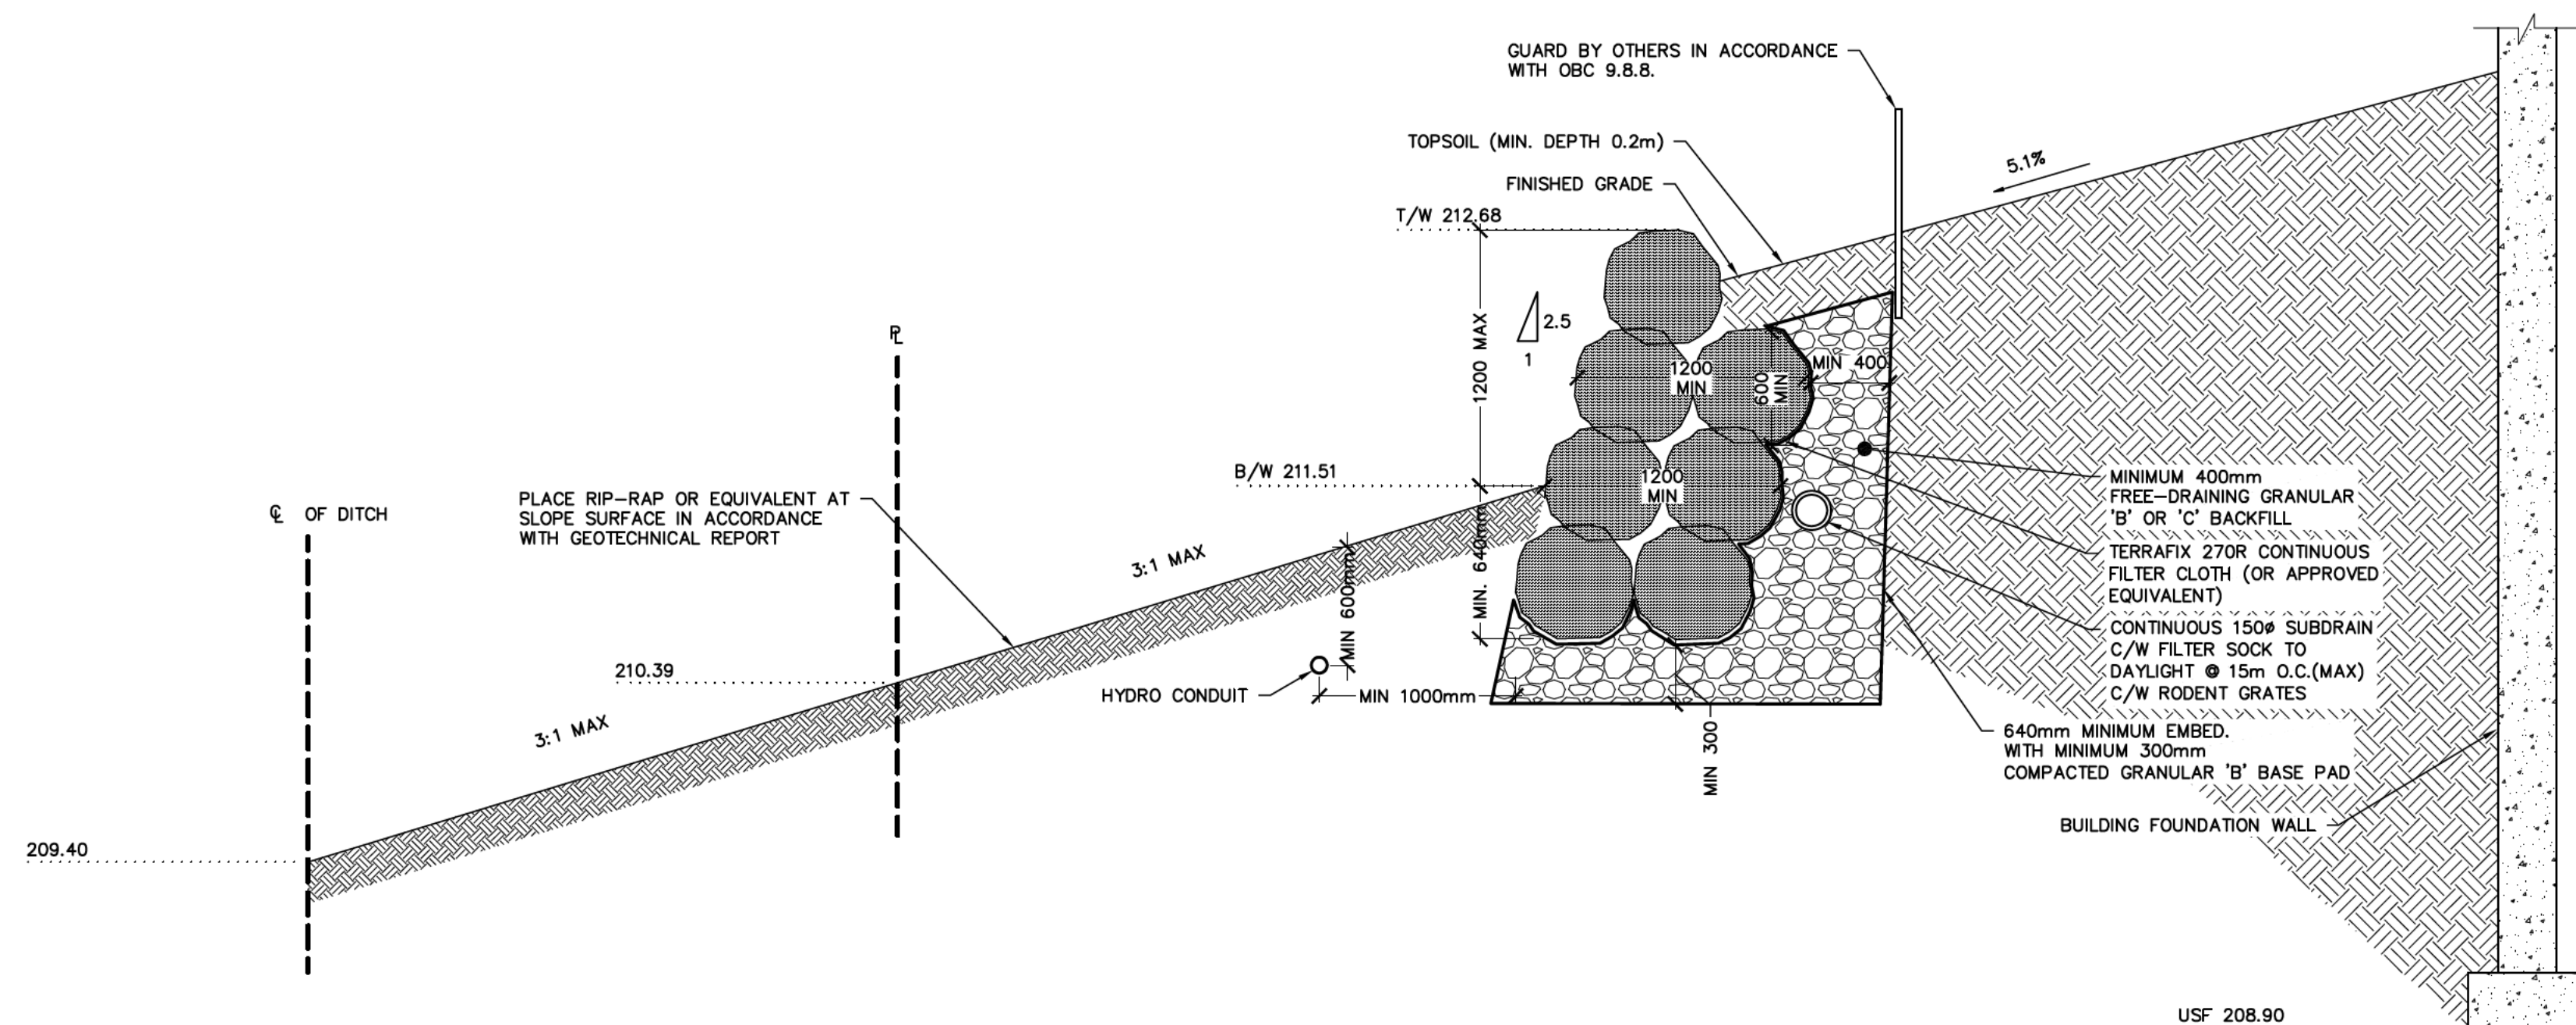 GUARD BY OTHERS IN ACCORDANCE
WITH OBC 9.8.8.
TOPSOIL (MIN. DEPTH 0.2m)
5.1%
FINISHED GRADE
T/W 212.68
1200 MAX
2.5
1
℄ OF DITCH
PLACE RIP-RAP OR EQUIVALENT AT
SLOPE SURFACE IN ACCORDANCE
WITH GEOTECHNICAL REPORT
PL
B/W 211.51
1200
MIN
600
MIN
MIN 400
1200
MIN
MIN. 640mm
3:1 MAX
MIN 600mm
210.39
HYDRO CONDUIT
MIN 1000mm
3:1 MAX
MIN 300
209.40
MINIMUM 400mm
FREE-DRAINING GRANULAR
'B' OR 'C' BACKFILL
TERRAFIX 270R CONTINUOUS
FILTER CLOTH (OR APPROVED
EQUIVALENT)
CONTINUOUS 150ø SUBDRAIN
C/W FILTER SOCK TO
DAYLIGHT @ 15m O.C.(MAX)
C/W RODENT GRATES
640mm MINIMUM EMBED.
WITH MINIMUM 300mm
COMPACTED GRANULAR 'B' BASE PAD
BUILDING FOUNDATION WALL
USF 208.90